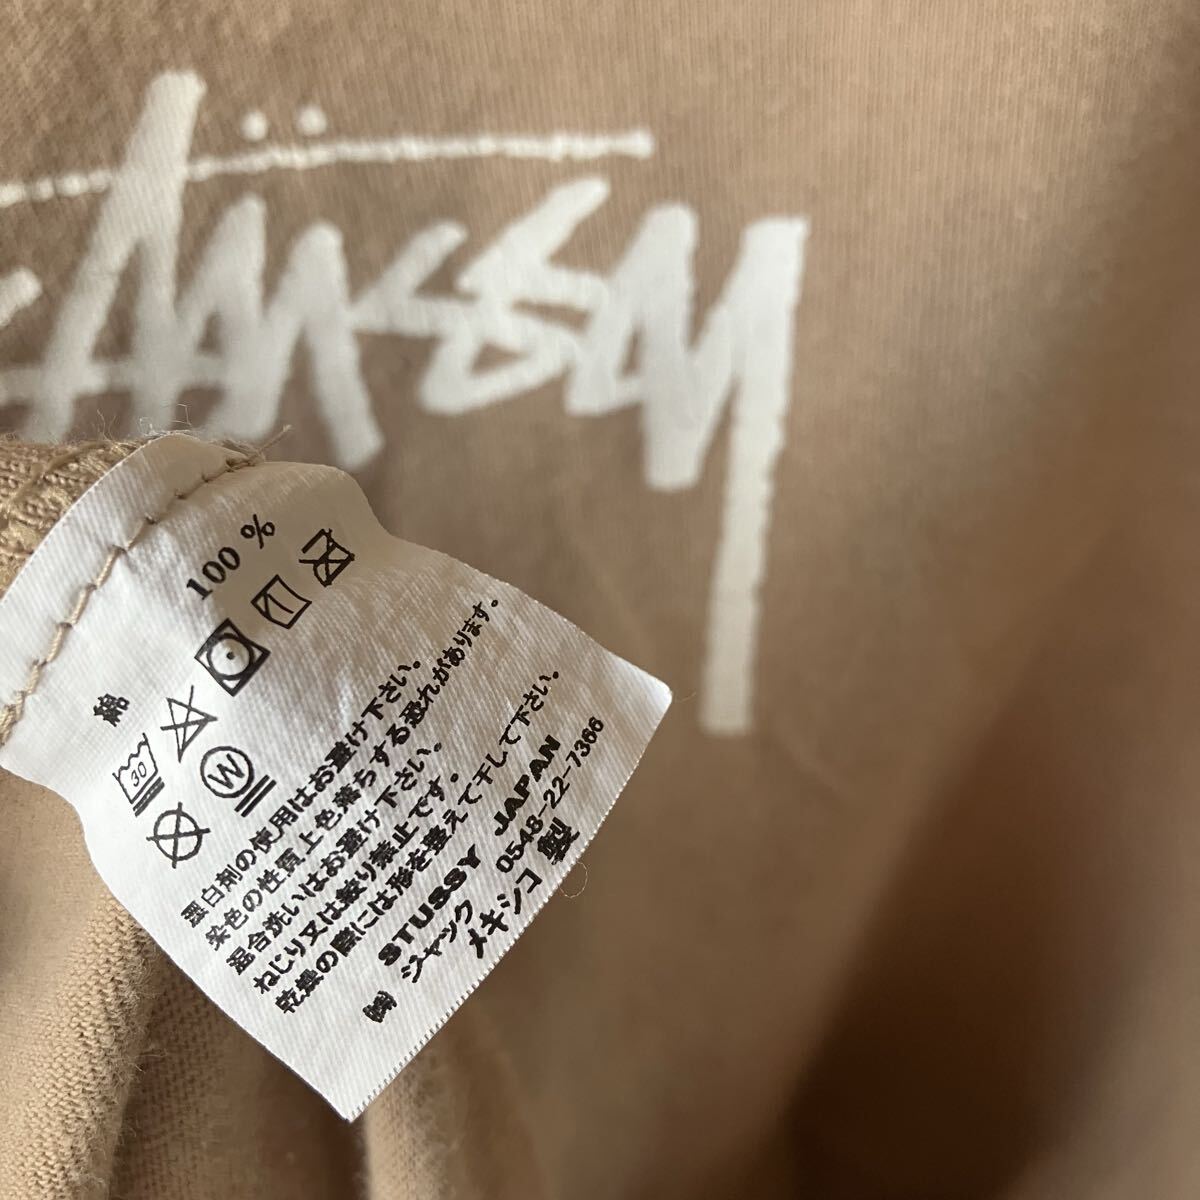 Stüssy
綿 100 %
30
W
漂白剤の使用はお避け下さい。
染色の性質上色落ちする恐れがあります。
混合洗いはお避け下さい。
ねじり又は絞り禁止です。
乾燥の際には形を整えて干して下さい。
STUSSY JAPAN
㈱ジャック 0548-22-7366
メキシコ 製